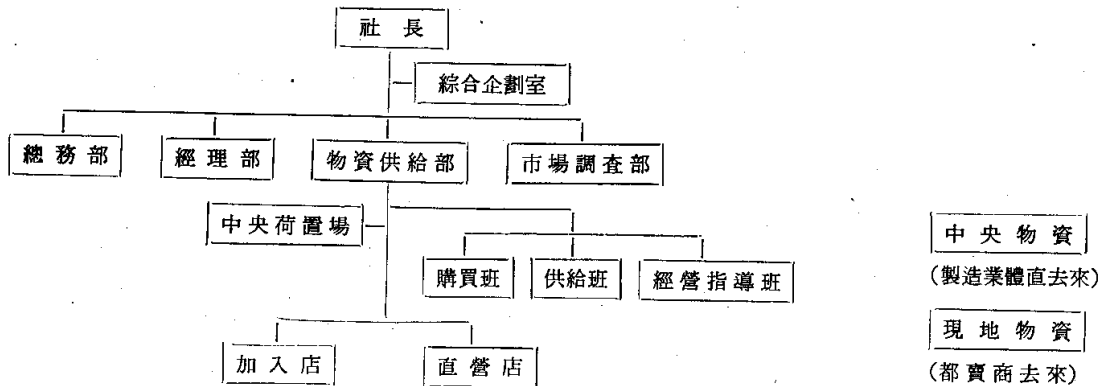 社長
綜合企劃室
總務部 經理部 物資供給部 市場調査部
中央荷置場
中央物資
購買班 供給班 經營指導班
(製造業體直去來)
現地物資
加入店 直營店
(都賣商去來)